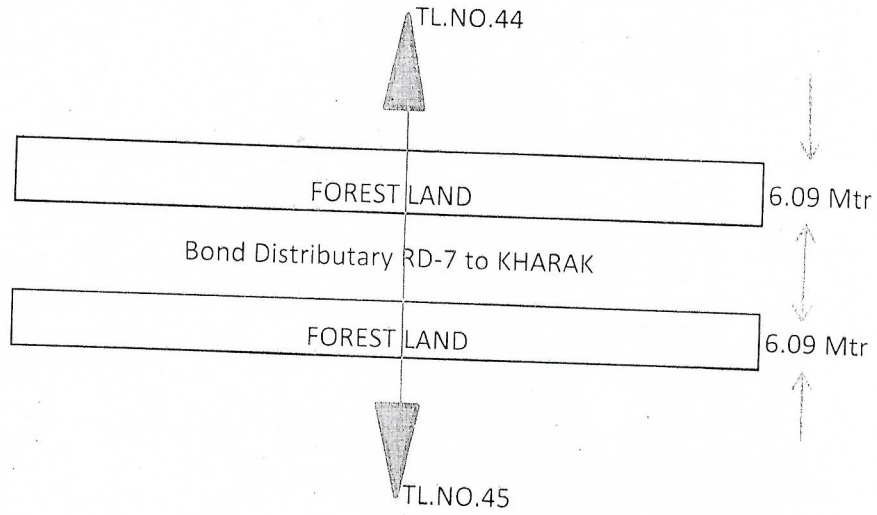 TL.NO.44
FOREST LAND
6.09 Mtr
Bond Distributary RD-7 to KHARAK
FOREST LAND
6.09 Mtr
TL.NO.45